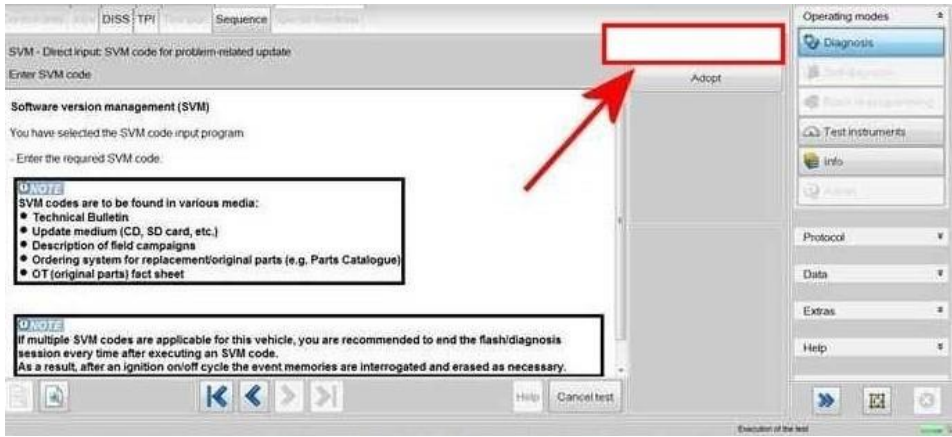 DISS
TPI
Sequence
Operating modes
SVM - Direct input: SVM code for problem-related update
Enter SVM code
Adopt
Diagnosis
Software version management (SVM)
You have selected the SVM code input program
- Enter the required SVM code.
Test instruments
Info
NOTE
SVM codes are to be found in various media:
● Technical Bulletin
● Update medium (CD, SD card, etc.)
● Description of field campaigns
● Ordering system for replacement/original parts (e.g. Parts Catalogue)
● OT (original parts) fact sheet
Protocol
Data
Extras
Help
NOTE
If multiple SVM codes are applicable for this vehicle, you are recommended to end the flash/diagnosis
session every time after executing an SVM code.
As a result, after an ignition on/off cycle the event memories are interrogated and erased as necessary.
Help
Cancel test
Execution of the test